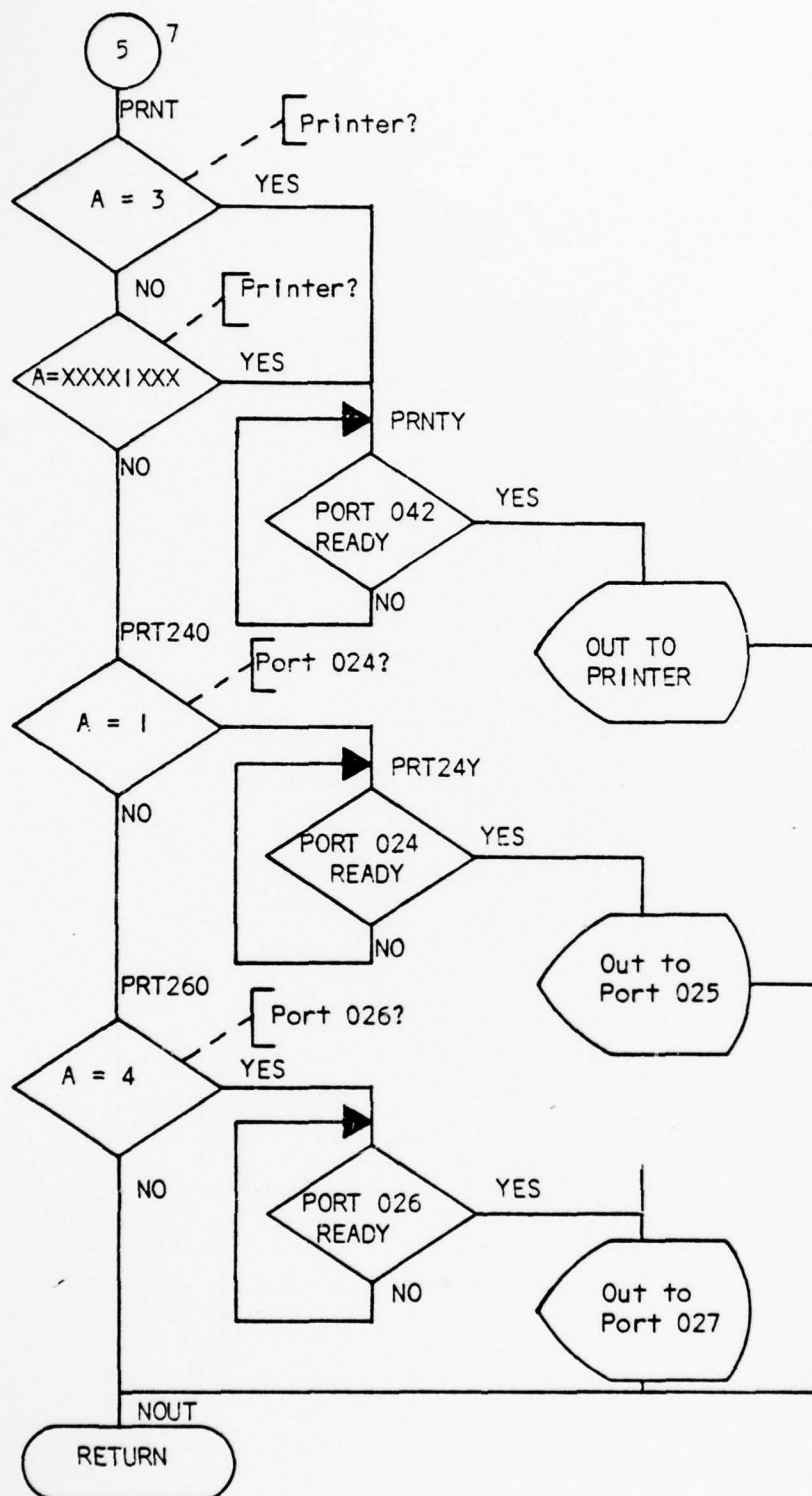 5 7
PRNT
Printer?
A = 3
YES
NO
Printer?
A=XXXX1XXX
YES
NO
PRNTY
PORT 042
READY
YES
NO
OUT TO
PRINTER
PRT240
Port 024?
A = 1
NO
PRT24Y
PORT 024
READY
YES
NO
Out to
Port 025
PRT260
Port 026?
A = 4
YES
NO
PORT 026
READY
YES
NO
Out to
Port 027
NOUT
RETURN